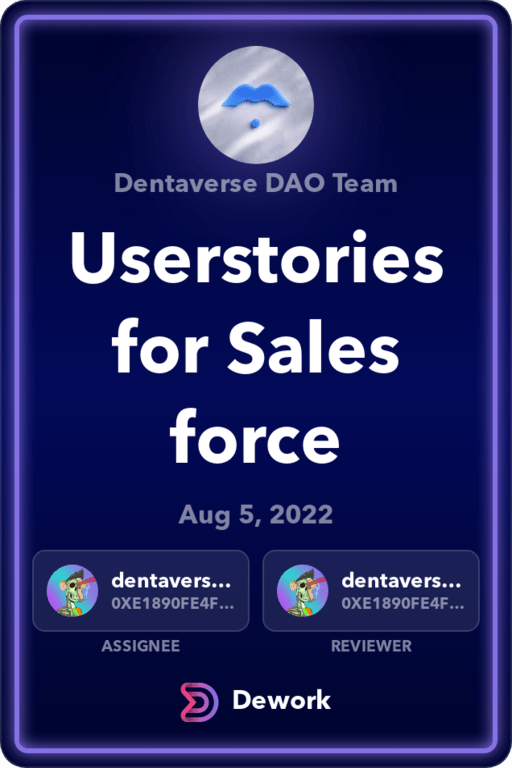 Dentaverse DAO Team
Userstories
for Sales
force
Aug 5, 2022
dentavers...
0XE1890FE4F...
ASSIGNEE
dentavers...
0XE1890FE4F...
REVIEWER
Dework